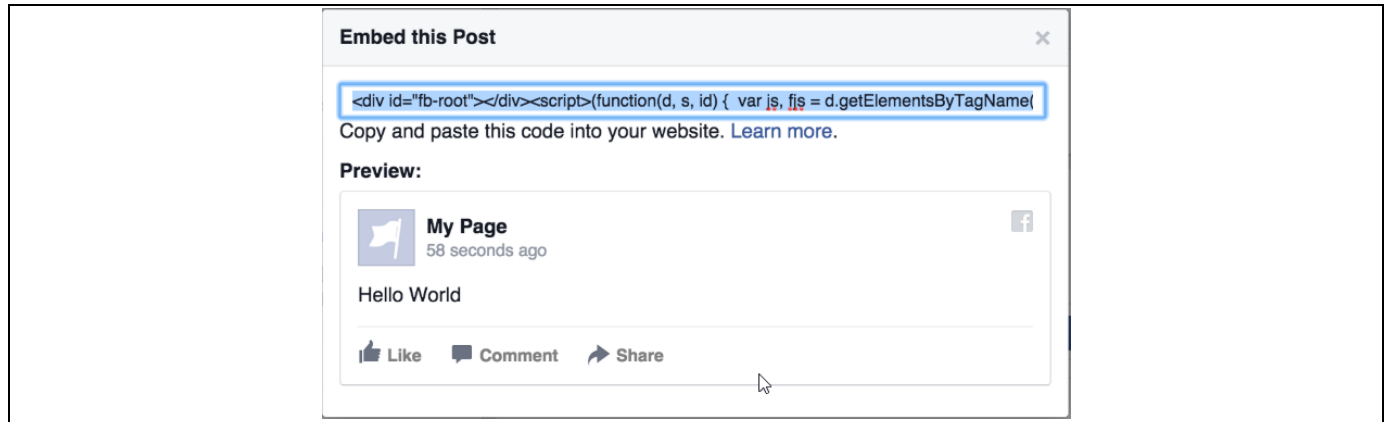 Embed this Post
<div id="fb-root"></div><script>(function(d, s, id) {  var js, fjs = d.getElementsByTagName(
Copy and paste this code into your website. Learn more.
Preview:
My Page
58 seconds ago
Hello World
Like Comment Share